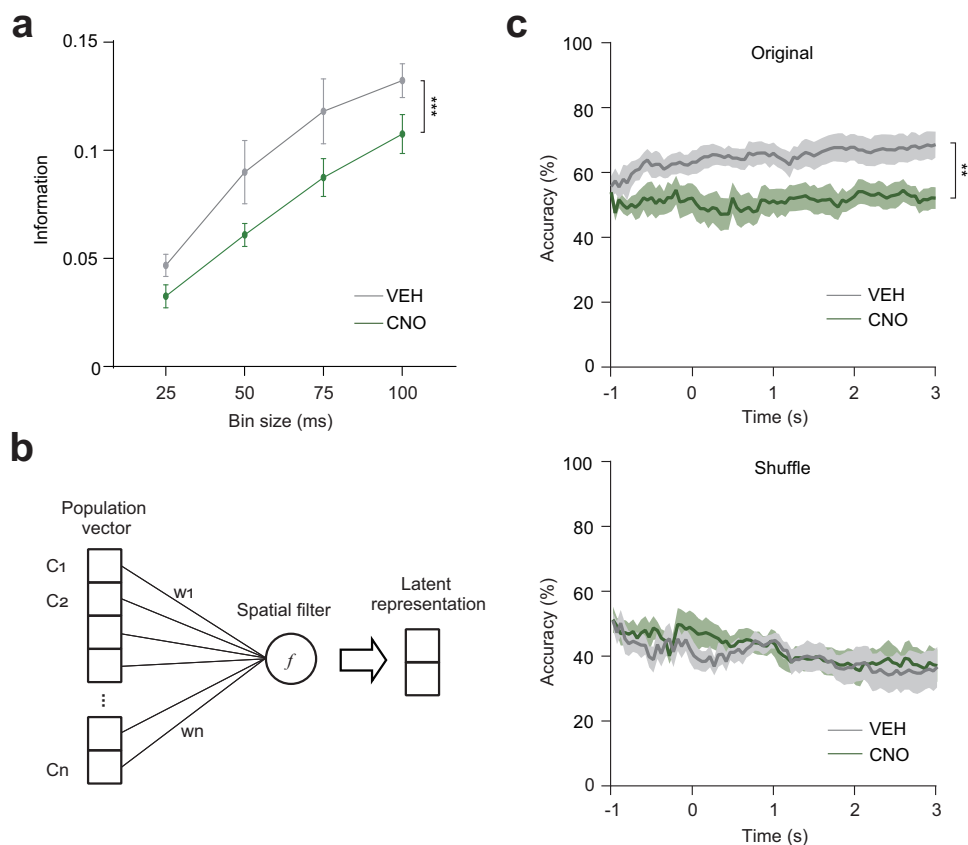 a
0.15
0.1
0.05
0
Information
25 50 75 100
Bin size (ms)
***
VEH
CNO
b
Population
vector
C1
C2
...
Cn
w1
wn
Spatial filter
f
Latent
representation
c
Original
100
80
60
40
20
0
Accuracy (%)
**
VEH
CNO
-1 0 1 2 3
Time (s)
Shuffle
100
80
60
40
20
0
Accuracy (%)
VEH
CNO
-1 0 1 2 3
Time (s)